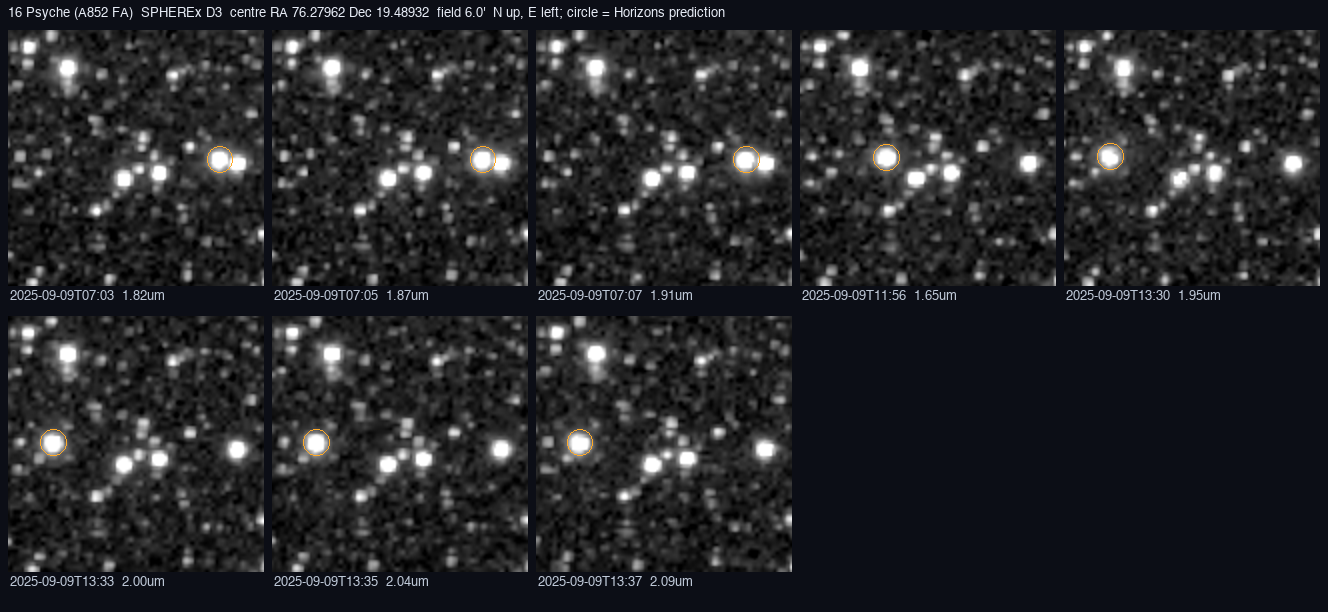 16 Psyche (A852 FA)  SPHEREx D3  centre RA 76.27962 Dec 19.48932  field 6.0'  N up, E left; circle = Horizons prediction
2025-09-09T07:03  1.82um
2025-09-09T07:05  1.87um
2025-09-09T07:07  1.91um
2025-09-09T11:56  1.65um
2025-09-09T13:30  1.95um
2025-09-09T13:33  2.00um
2025-09-09T13:35  2.04um
2025-09-09T13:37  2.09um